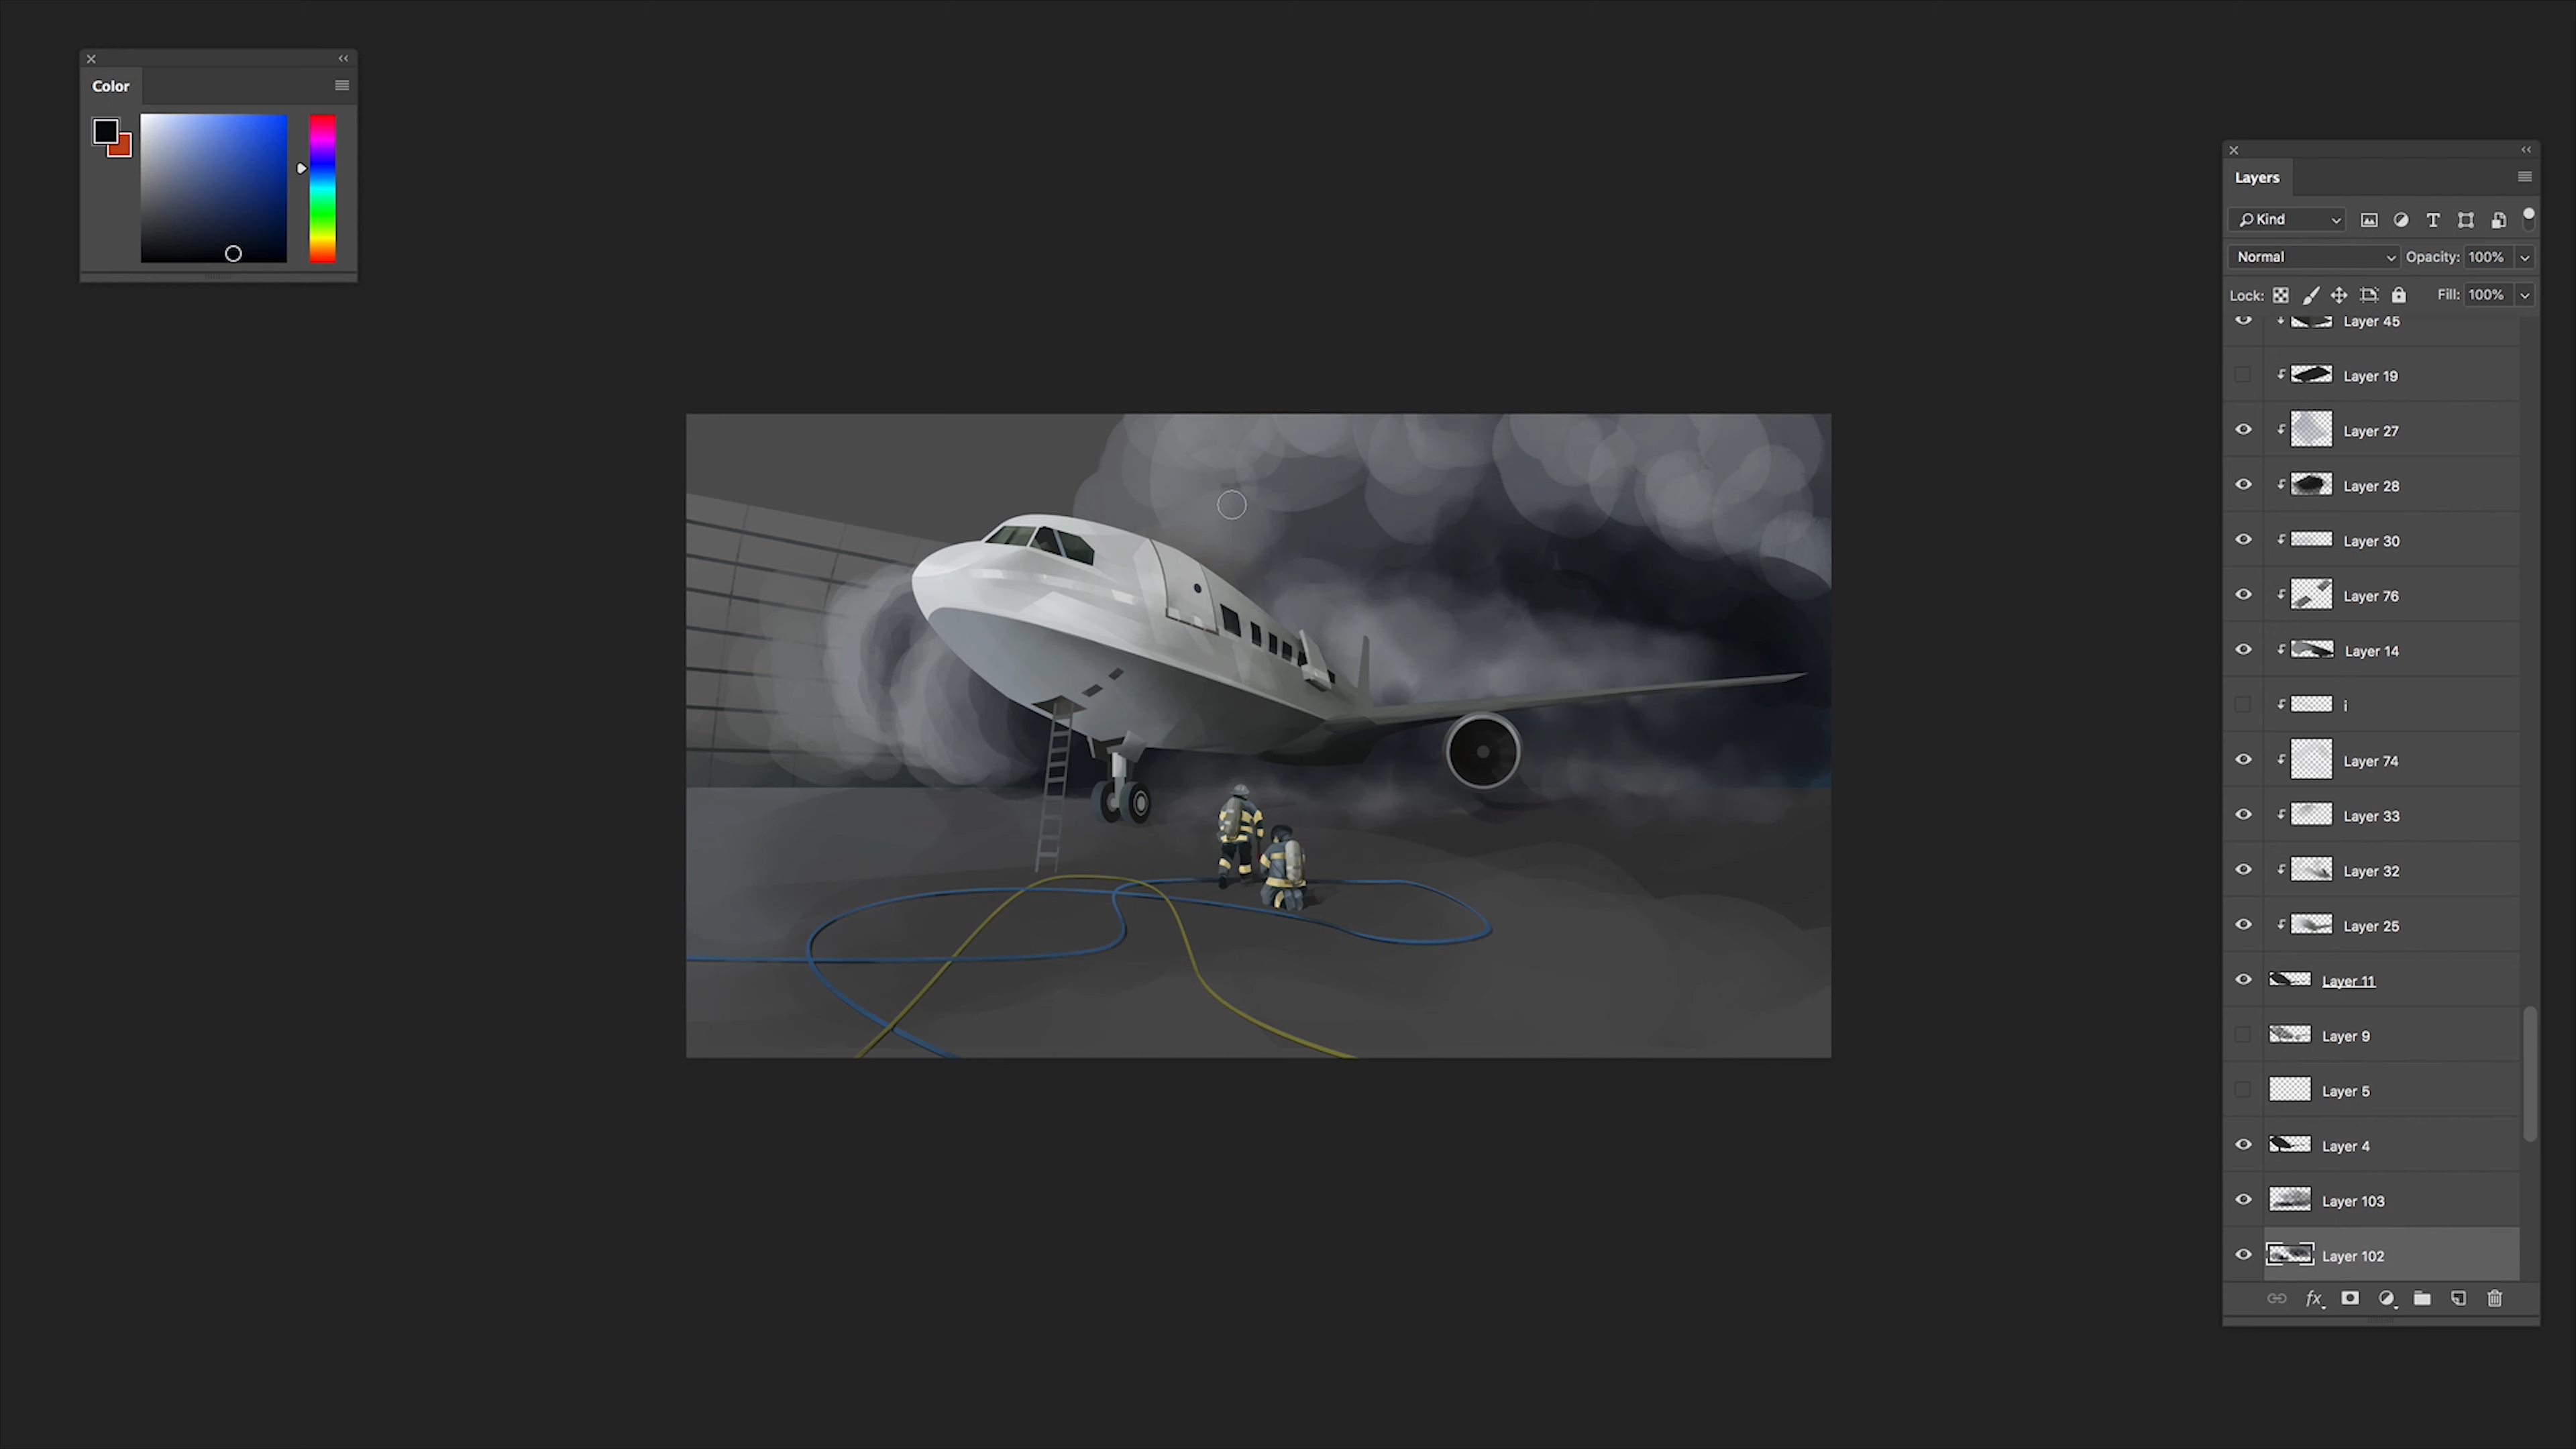 Color
Layers
Kind
Normal
Opacity: 100%
Lock:
Fill: 100%
Layer 45
Layer 19
Layer 27
Layer 28
Layer 30
Layer 76
Layer 14
i
Layer 74
Layer 33
Layer 32
Layer 25
Layer 11
Layer 9
Layer 5
Layer 4
Layer 103
Layer 102
fx